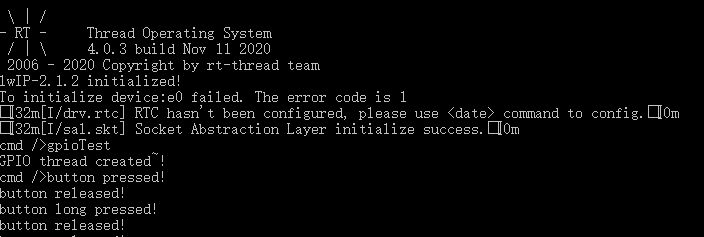 \ | /
- RT -     Thread Operating System
 / | \     4.0.3 build Nov 11 2020
 2006 - 2020 Copyright by rt-thread team
lwIP-2.1.2 initialized!
To initialize device:e0 failed. The error code is 1
□[32m[I/drv.rtc] RTC hasn't been configured, please use <date> command to config.□[0m
□[32m[I/sal.skt] Socket Abstraction Layer initialize success.□[0m
cmd />gpioTest
GPIO thread created~!
cmd />button pressed!
button released!
button long pressed!
button released!